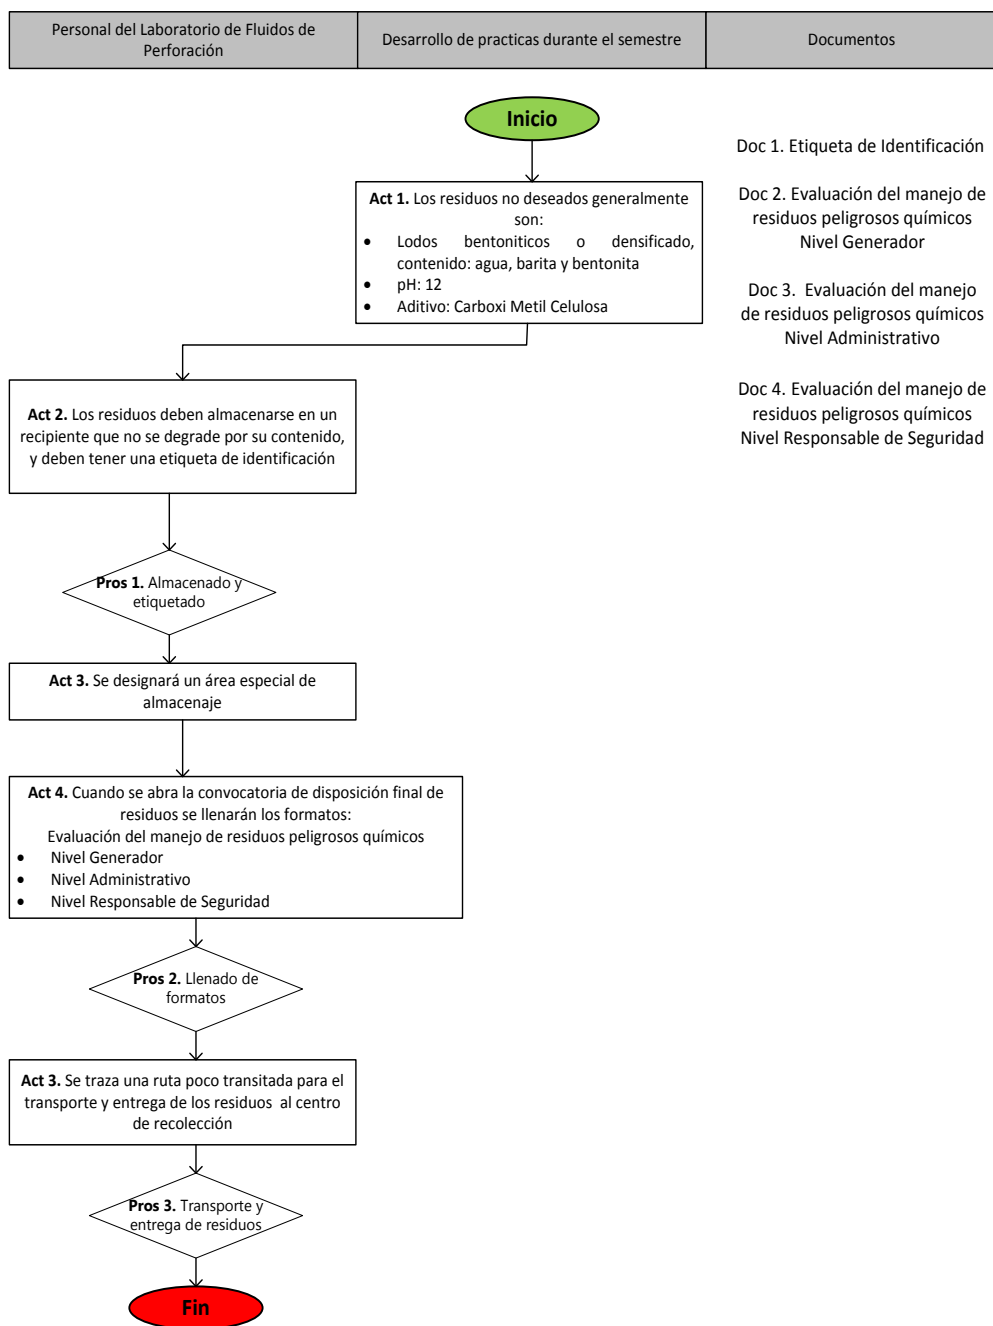 Personal del Laboratorio de Fluidos de
Perforación
Desarrollo de practicas durante el semestre
Documentos
Inicio
Act 1. Los residuos no deseados generalmente
son:
• Lodos bentoniticos o densificado,
contenido: agua, barita y bentonita
• pH: 12
• Aditivo: Carboxi Metil Celulosa
Doc 1. Etiqueta de Identificación
Doc 2. Evaluación del manejo de
residuos peligrosos químicos
Nivel Generador
Doc 3. Evaluación del manejo
de residuos peligrosos químicos
Nivel Administrativo
Doc 4. Evaluación del manejo de
residuos peligrosos químicos
Nivel Responsable de Seguridad
Act 2. Los residuos deben almacenarse en un
recipiente que no se degrade por su contenido,
y deben tener una etiqueta de identificación
Pros 1. Almacenado y
etiquetado
Act 3. Se designará un área especial de
almacenaje
Act 4. Cuando se abra la convocatoria de disposición final de
residuos se llenarán los formatos:
Evaluación del manejo de residuos peligrosos químicos
• Nivel Generador
• Nivel Administrativo
• Nivel Responsable de Seguridad
Pros 2. Llenado de
formatos
Act 3. Se traza una ruta poco transitada para el
transporte y entrega de los residuos al centro
de recolección
Pros 3. Transporte y
entrega de residuos
Fin